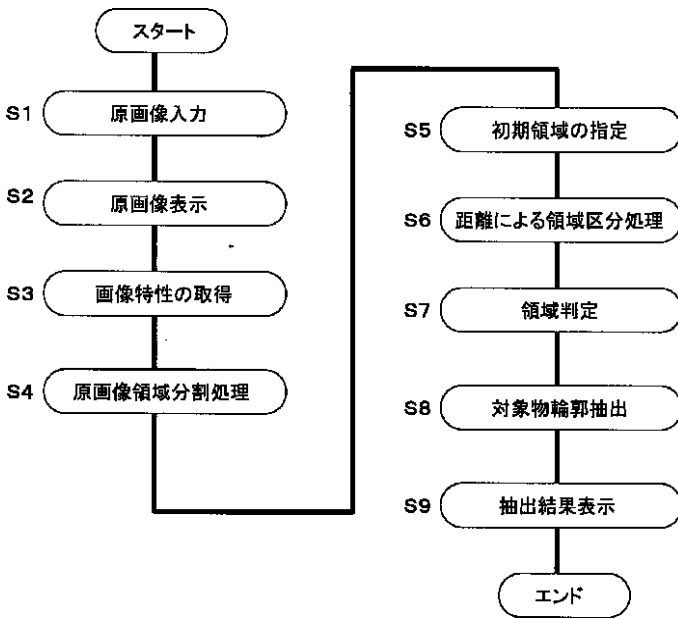 スタート
S1 原画像入力
S2 原画像表示
S3 画像特性の取得
S4 原画像領域分割処理
S5 初期領域の指定
S6 距離による領域区分処理
S7 領域判定
S8 対象物輪郭抽出
S9 抽出結果表示
エンド